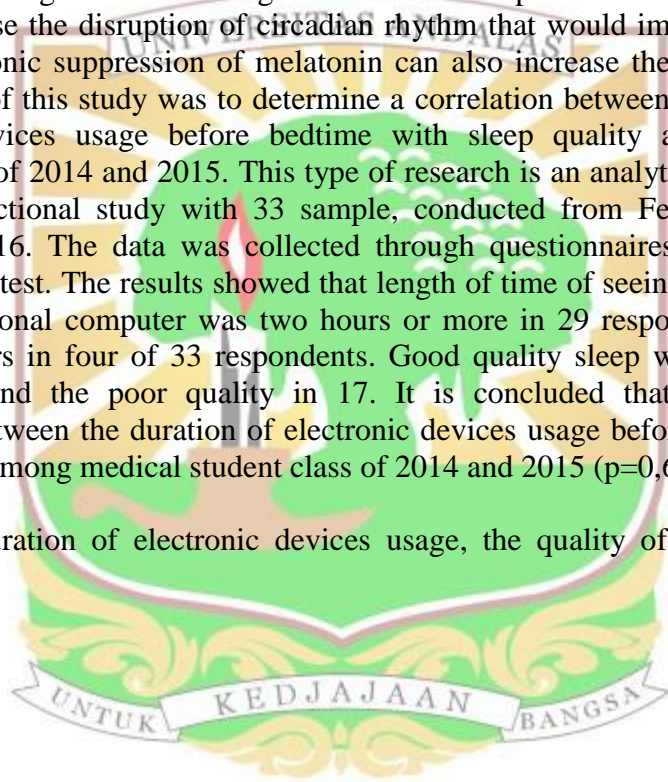 se the disruption of circadian rhythm that would im
UNIVERSITAS ANDALAS
onic suppression of melatonin can also increase the
of this study was to determine a correlation between
vices usage before bedtime with sleep quality a
of 2014 and 2015. This type of research is an analyt
ctional study with 33 sample, conducted from Fe
16. The data was collected through questionnaires
test. The results showed that length of time of seein
onal computer was two hours or more in 29 respo
rs in four of 33 respondents. Good quality sleep w
nd the poor quality in 17. It is concluded that
tween the duration of electronic devices usage befor
mong medical student class of 2014 and 2015 (p=0,6
uration of electronic devices usage, the quality of
UNTUK KEDJAJAAN BANGSA